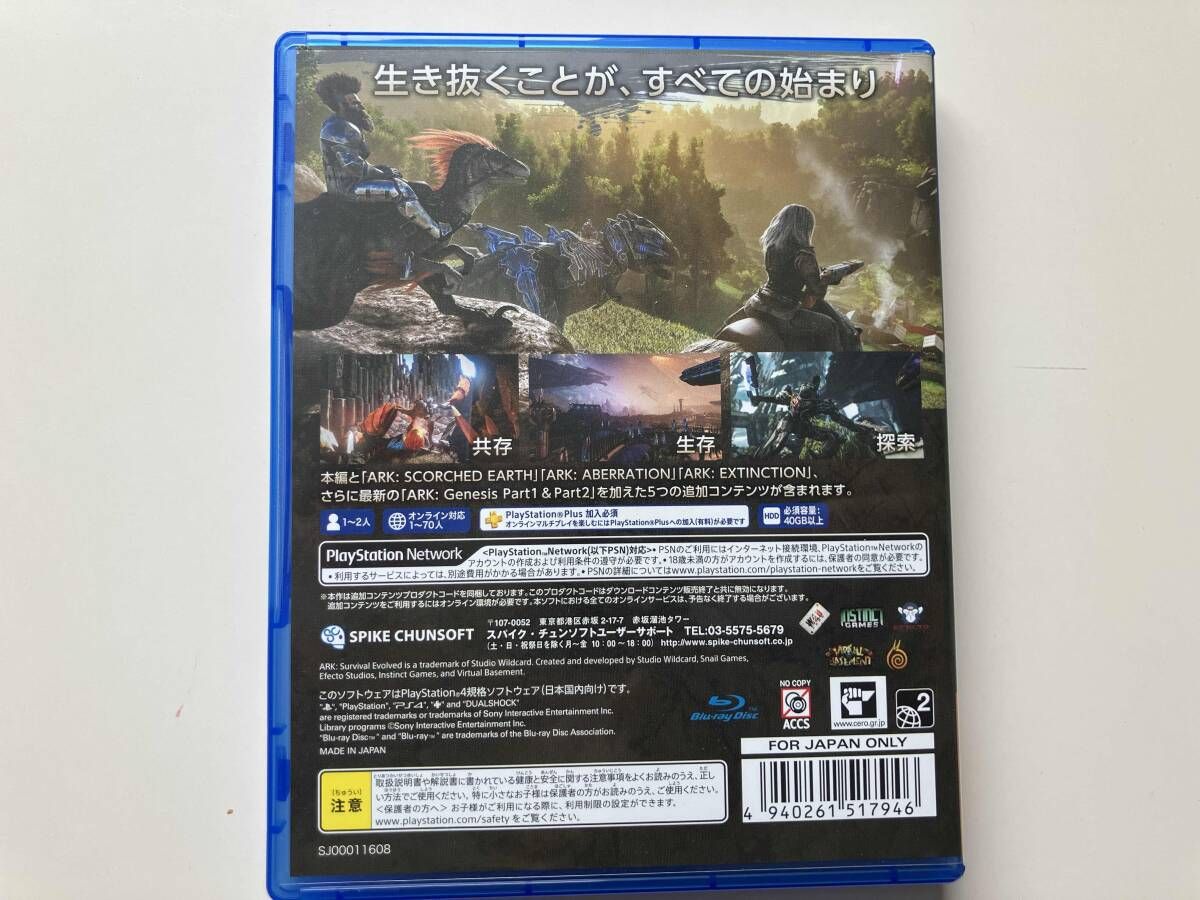 生き抜くことが、すべての始まり
共存
生存
探索
本編と「ARK: SCORCHED EARTH」「ARK: ABERRATION」「ARK: EXTINCTION」、
さらに最新の「ARK: Genesis Part1 & Part2」を加えた5つの追加コンテンツが含まれます。
1～2人
オンライン対応
1～70人
PlayStation®Plus 加入必須
オンラインマルチプレイを楽しむにはPlayStation®Plusへの加入(有料)が必要です
HDD
必須容量:
40GB以上
PlayStation Network
<PlayStation™Network(以下PSN)対応>• PSNのご利用にはインターネット接続環境、PlayStation™Networkの
アカウントの作成および利用条件の遵守が必要です。• 18歳未満の方がアカウントを作成するには、保護者の同意が必要です。
• 利用するサービスによっては、別途費用がかかる場合があります。• PSNの詳細についてはwww.playstation.com/playstation-networkをご覧ください。
※本作は追加コンテンツプロダクトコードを同梱しております。このプロダクトコードはダウンロードコンテンツ販売終了と共に無効になります。
追加コンテンツをご利用するにはオンライン環境が必要です。本ソフトにおける全てのオンラインサービスは、予告なく終了する場合がございます。
SPIKE CHUNSOFT
〒107-0052 東京都港区赤坂 2-17-7 赤坂溜池タワー
スパイク・チュンソフトユーザーサポート TEL:03-5575-5679
(土・日・祝祭日を除く月～金 10:00～18:00) http://www.spike-chunsoft.co.jp
INSTINCT
GAMES
BASEMENT
ARK: Survival Evolved is a trademark of Studio Wildcard. Created and developed by Studio Wildcard, Snail Games,
Efecto Studios, Instinct Games, and Virtual Basement.
このソフトウェアはPlayStation®4規格ソフトウェア(日本国内向け)です。
"PlayStation", "PS4", and "DUALSHOCK"
are registered trademarks or trademarks of Sony Interactive Entertainment Inc.
Library programs ©Sony Interactive Entertainment Inc.
"Blu-ray Disc™" and "Blu-ray™" are trademarks of the Blu-ray Disc Association.
MADE IN JAPAN
Blu-ray Disc
NO COPY
ACCS
www.cero.gr.jp
2
FOR JAPAN ONLY
4 940261 517946
(ちゅうい)
注意
取扱説明書や解説書に書かれている健康と安全に関する注意事項をよくお読みのうえ、正し
い方法でご使用ください。特に小さなお子様は保護者の方がお読みのうえ、ご使用ください。
<保護者の方へ> お子様がご利用になる際に、利用制限の設定ができます。
www.playstation.com/safety をご覧ください。
SJ00011608